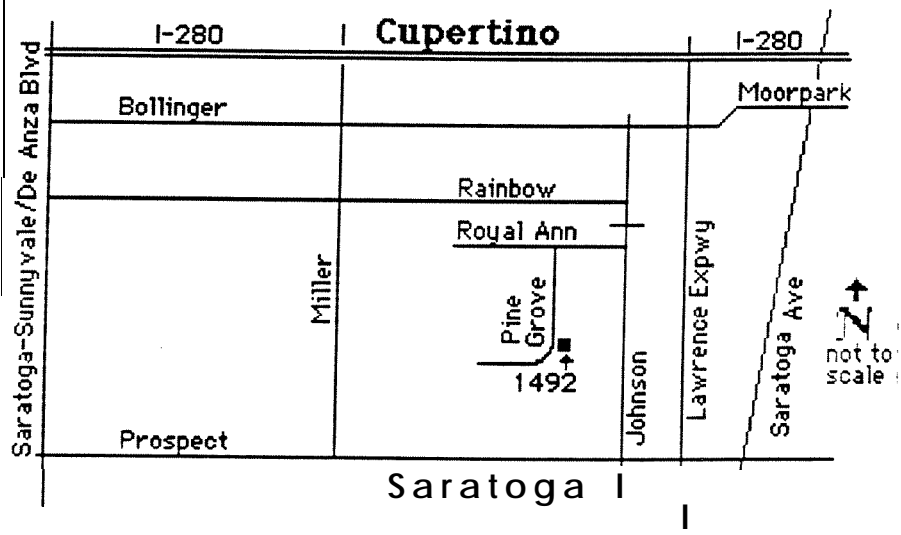 I-280
Cupertino
I-280
Moorpark
Bollinger
Saratoga-Sunnyvale/De Anza Blvd
Rainbow
Royal Ann
Miller
Pine
Grove
1492
Johnson
Lawrence Expwy
Saratoga Ave
N
not to
scale
Prospect
Saratoga